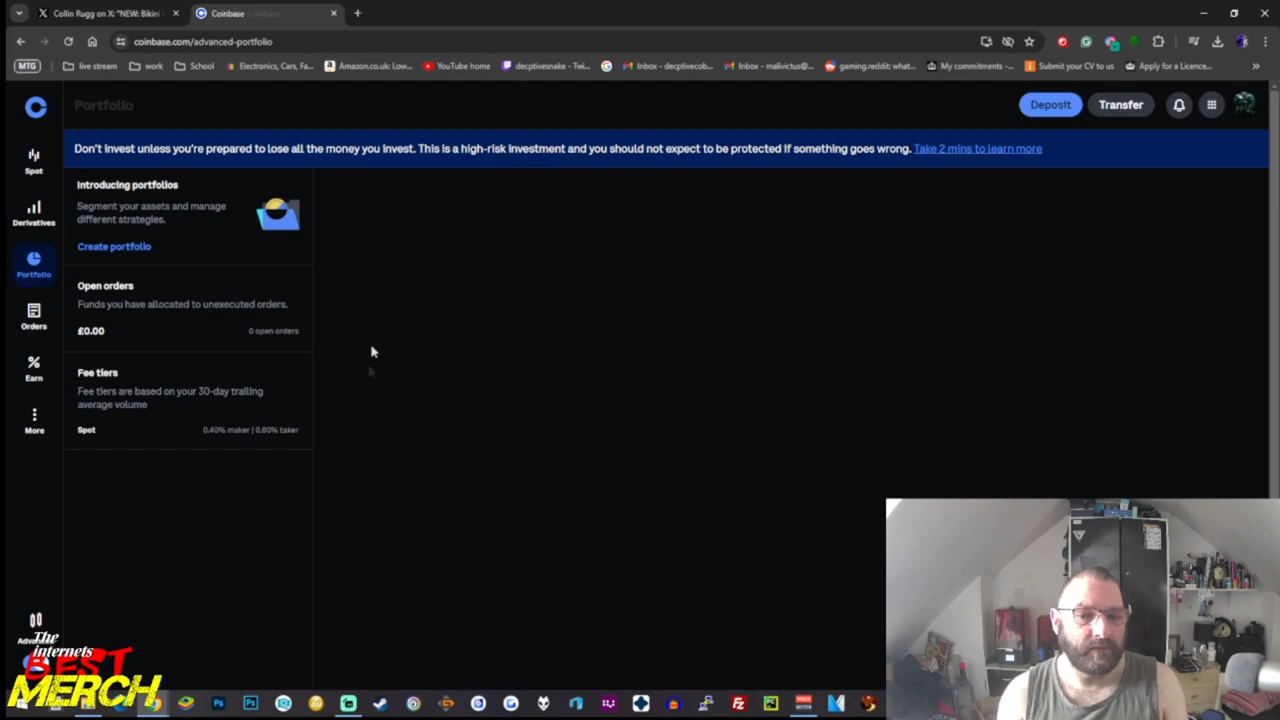 Collin Rugg on X: "NEW: Bikini
Coinbase
coinbase.com/advanced-portfolio
MTG
live stream
work
School
Electronics, Cars, Fa...
Amazon.co.uk: Low...
YouTube home
decptivesnake - Twi...
Inbox - decptivecob...
Inbox - malivictus@...
gaming.reddit: what...
My commitments -...
Submit your CV to us
Apply for a Licence...
Portfolio
Deposit
Transfer
Don't invest unless you're prepared to lose all the money you invest. This is a high-risk investment and you should not expect to be protected if something goes wrong. Take 2 mins to learn more
Spot
Derivatives
Portfolio
Orders
Earn
More
Introducing portfolios
Segment your assets and manage
different strategies.
Create portfolio
Open orders
Funds you have allocated to unexecuted orders.
£0.00
0 open orders
Fee tiers
Fee tiers are based on your 30-day trailing
average volume
Spot
0.40% maker | 0.60% taker
The
internets
BEST
MERCH